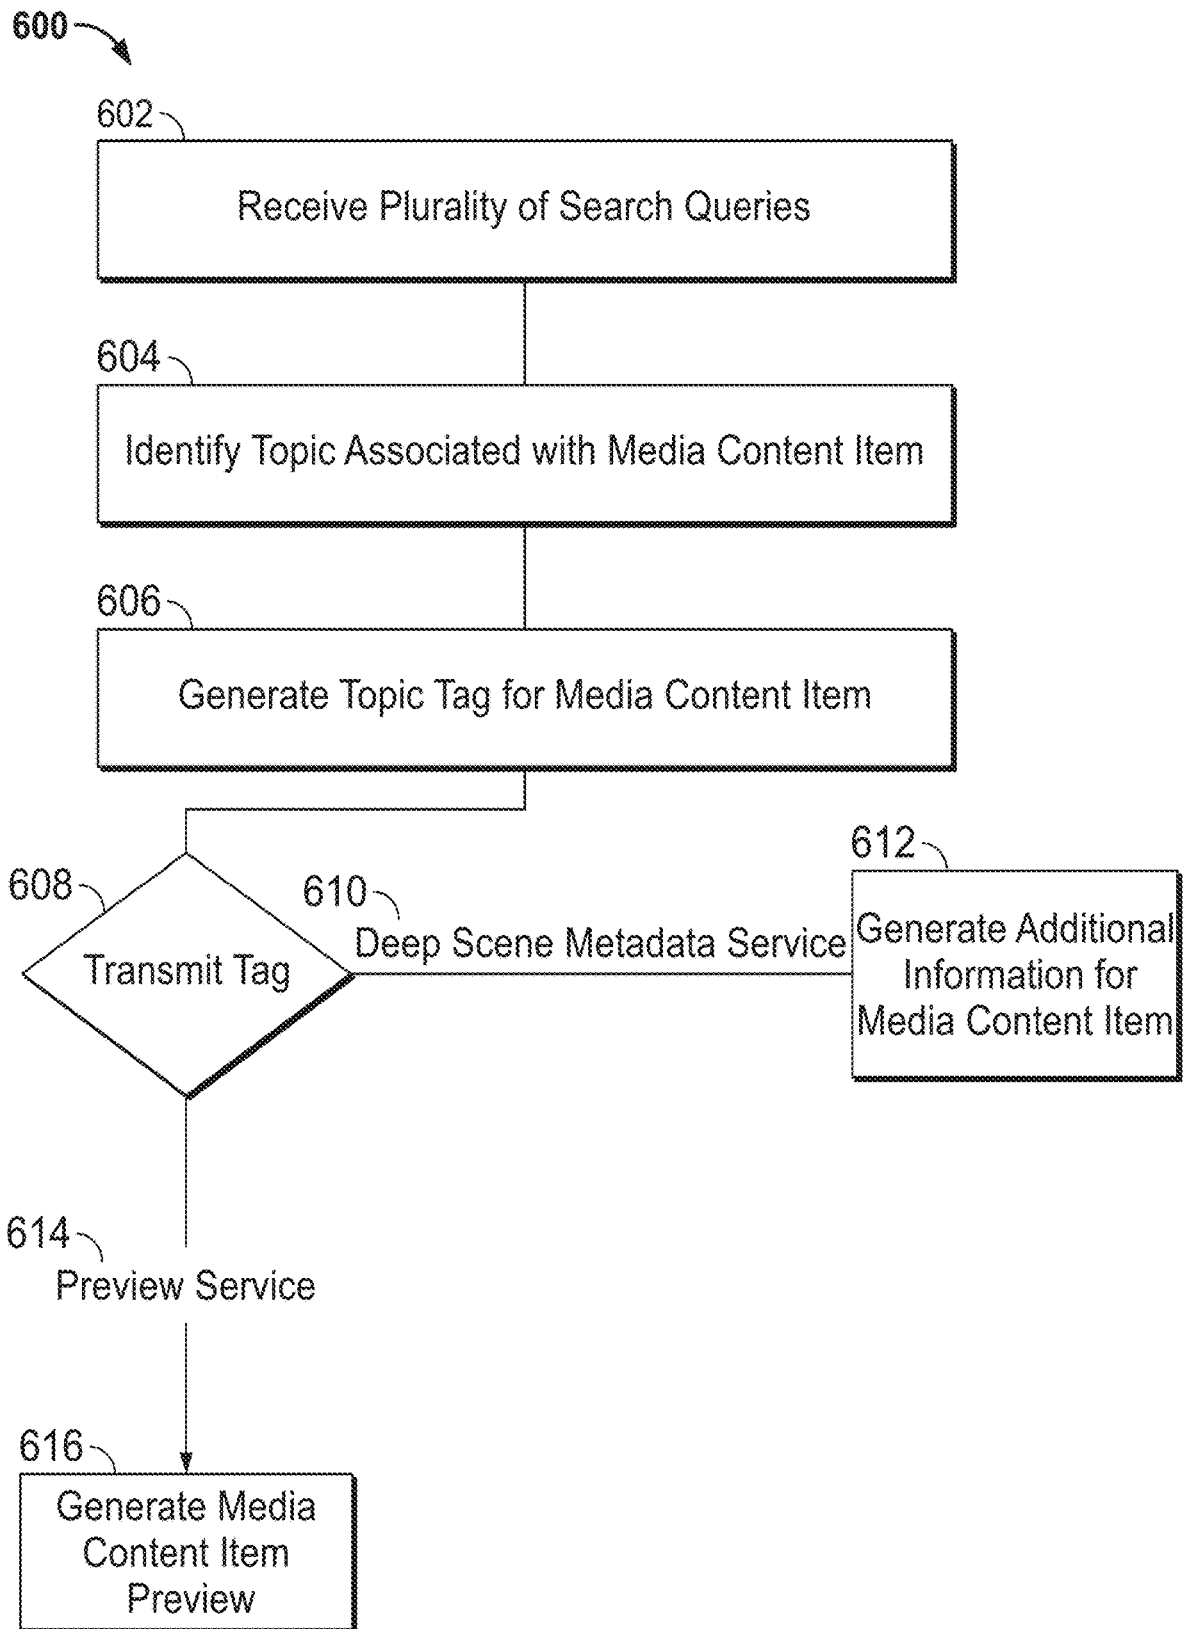 600
602
Receive Plurality of Search Queries
604
Identify Topic Associated with Media Content Item
606
Generate Topic Tag for Media Content Item
608
Transmit Tag
610
Deep Scene Metadata Service
612
Generate Additional
Information for
Media Content Item
614
Preview Service
616
Generate Media
Content Item
Preview